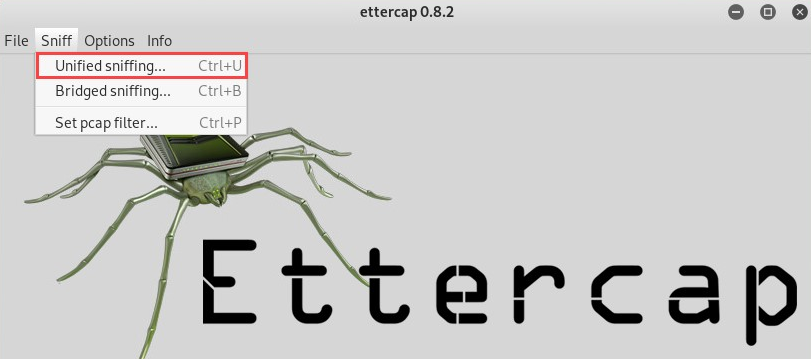 ettercap 0.8.2
File Sniff Options Info
Unified sniffing... Ctrl+U
Bridged sniffing... Ctrl+B
Set pcap filter... Ctrl+P
Ettercap